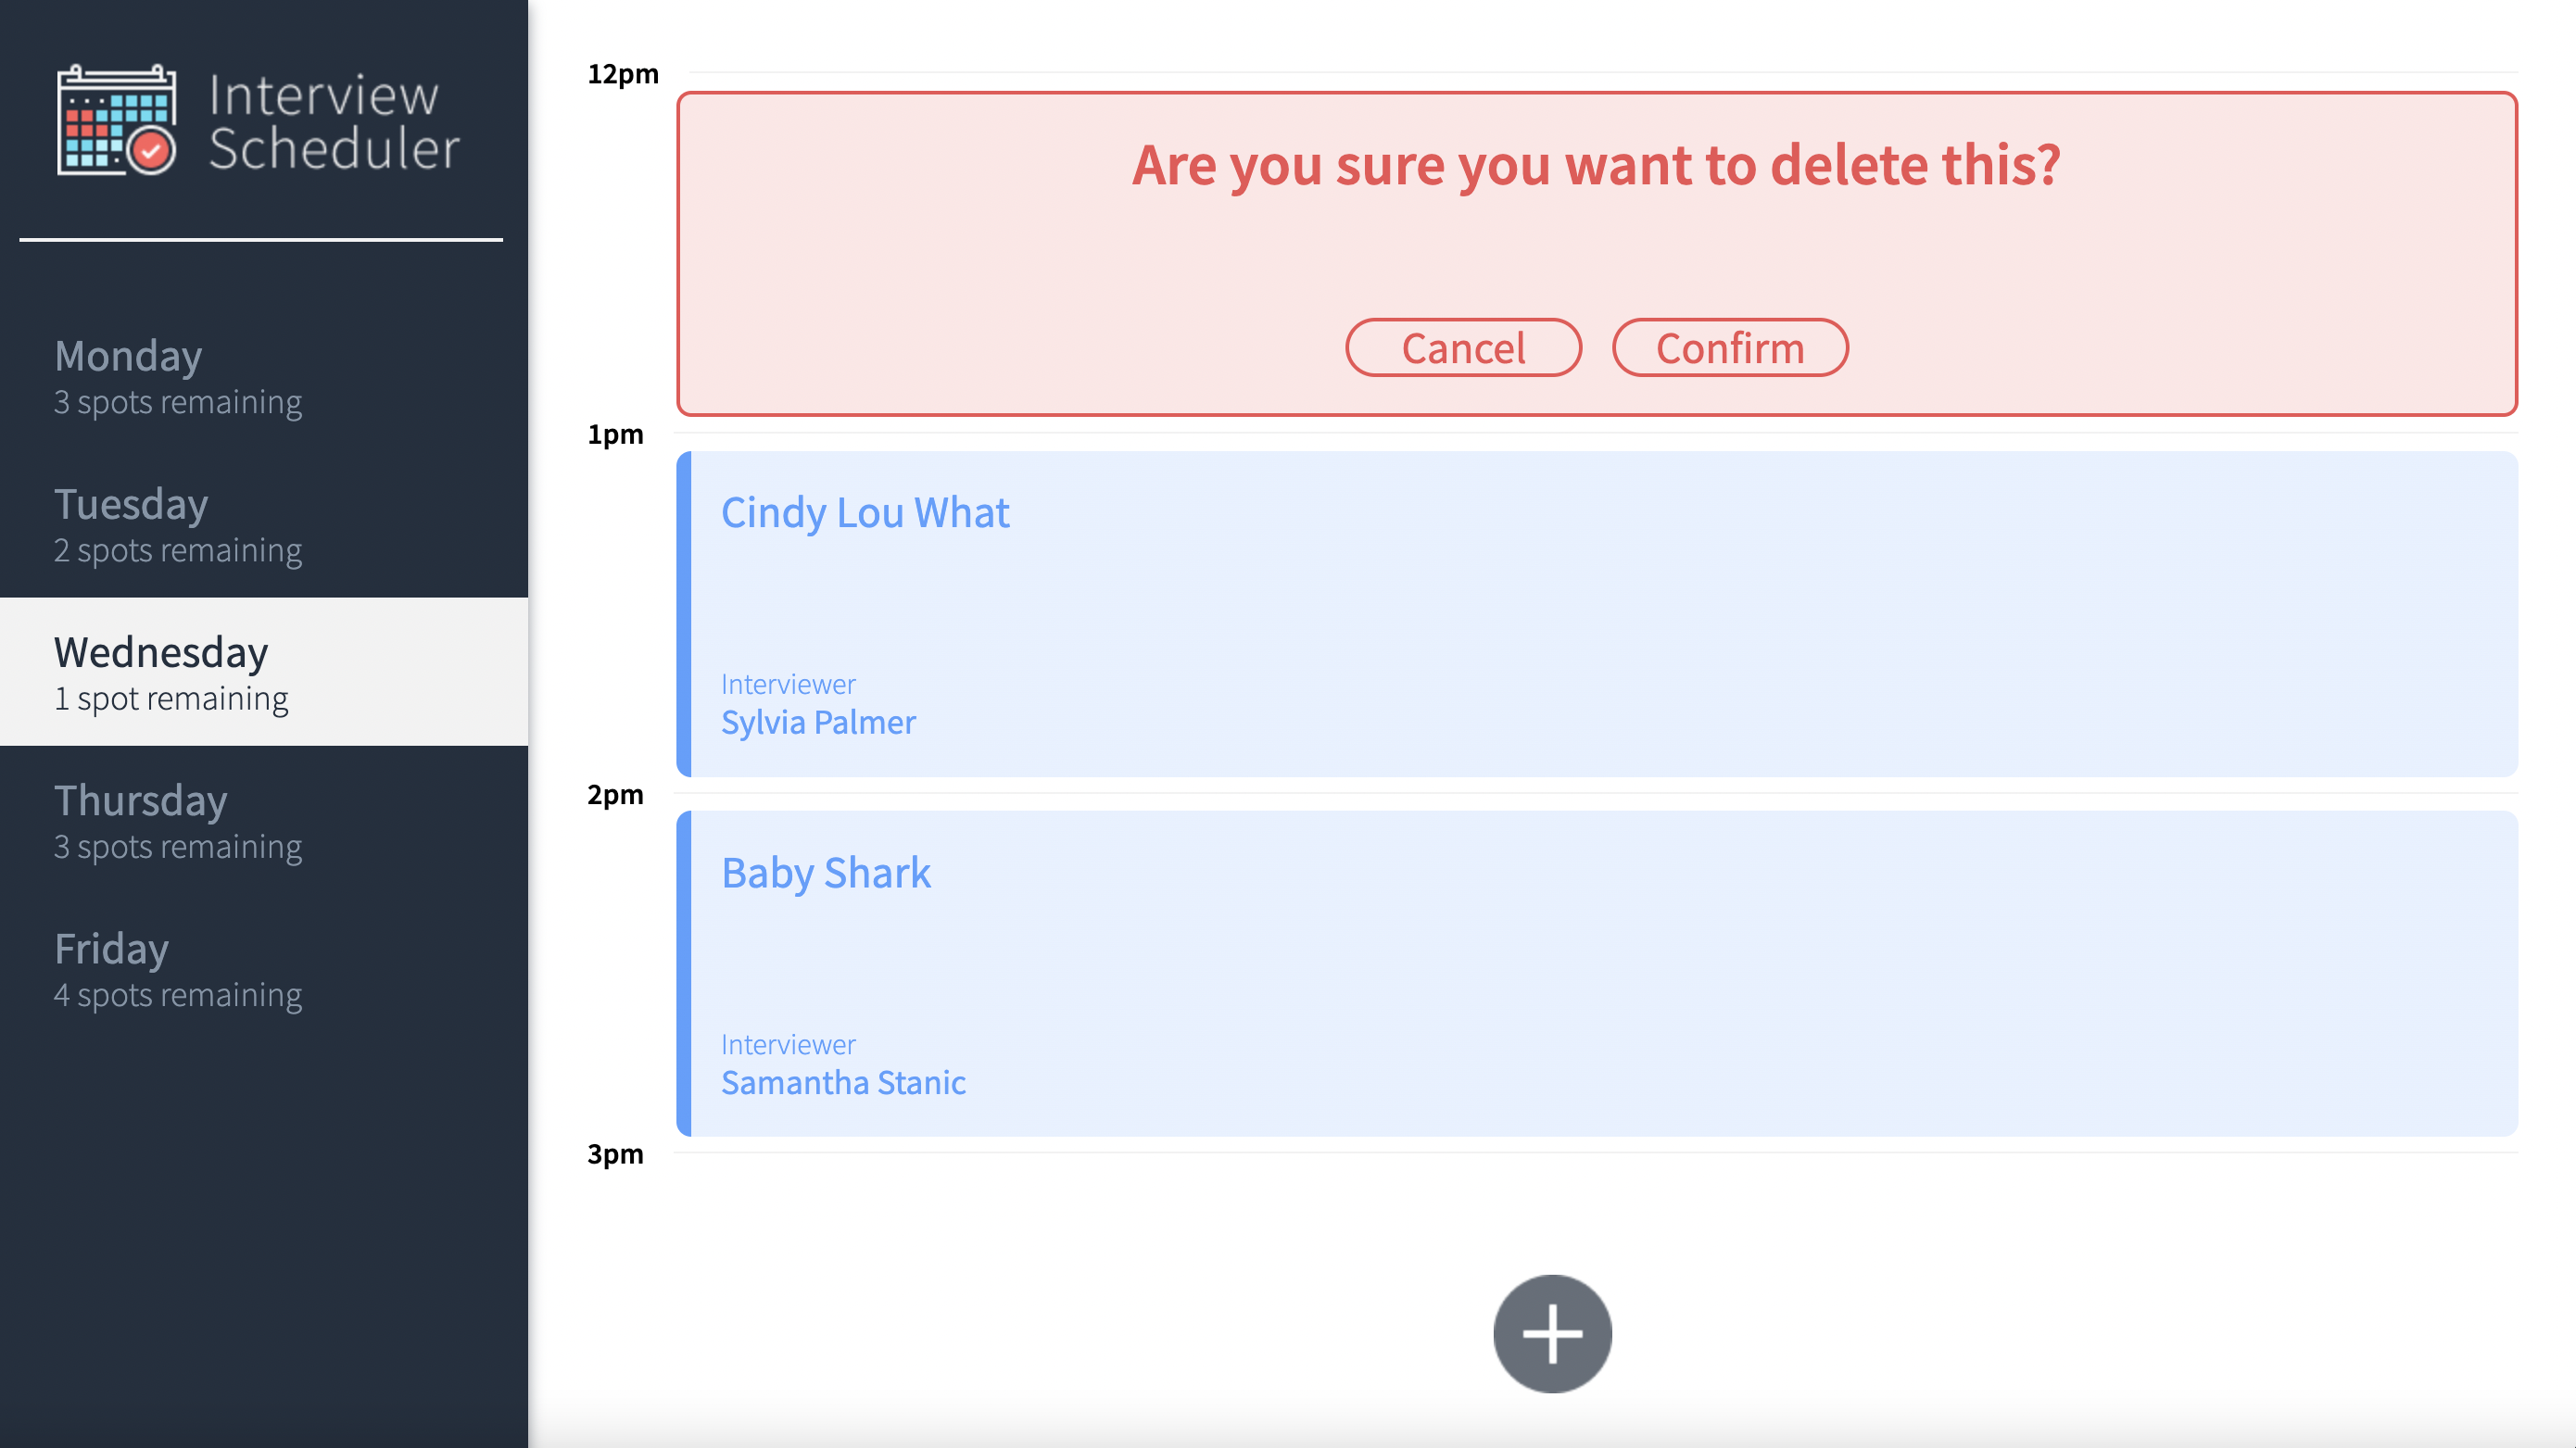 Interview
Scheduler
Monday
3 spots remaining
Tuesday
2 spots remaining
Wednesday
1 spot remaining
Thursday
3 spots remaining
Friday
4 spots remaining
12pm
Are you sure you want to delete this?
Cancel
Confirm
1pm
Cindy Lou What
Interviewer
Sylvia Palmer
2pm
Baby Shark
Interviewer
Samantha Stanic
3pm